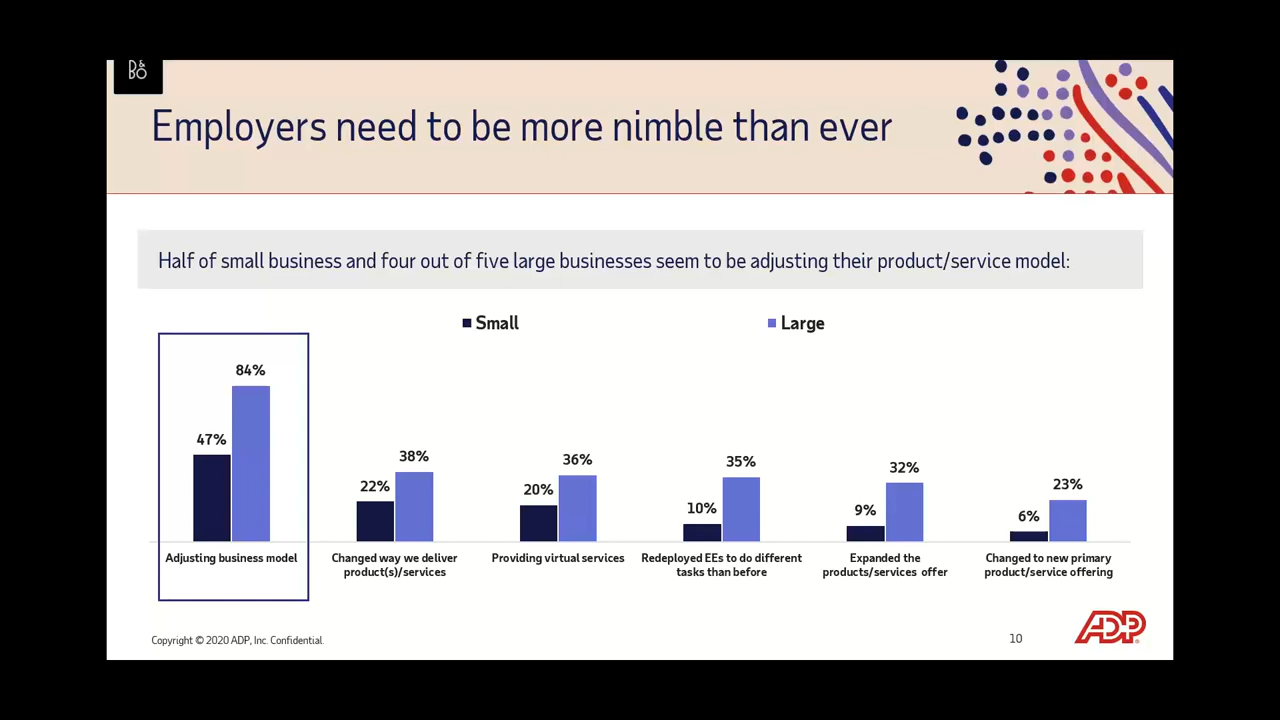 D&
BO
Employers need to be more nimble than ever
Half of small business and four out of five large businesses seem to be adjusting their product/service model:
Small
Large
84%
47%
38%
22%
36%
20%
35%
10%
32%
9%
23%
6%
Adjusting business model
Changed way we deliver
product(s)/services
Providing virtual services
Redeployed EEs to do different
tasks than before
Expanded the
products/services offer
Changed to new primary
product/service offering
Copyright © 2020 ADP, Inc. Confidential.
10
ADP